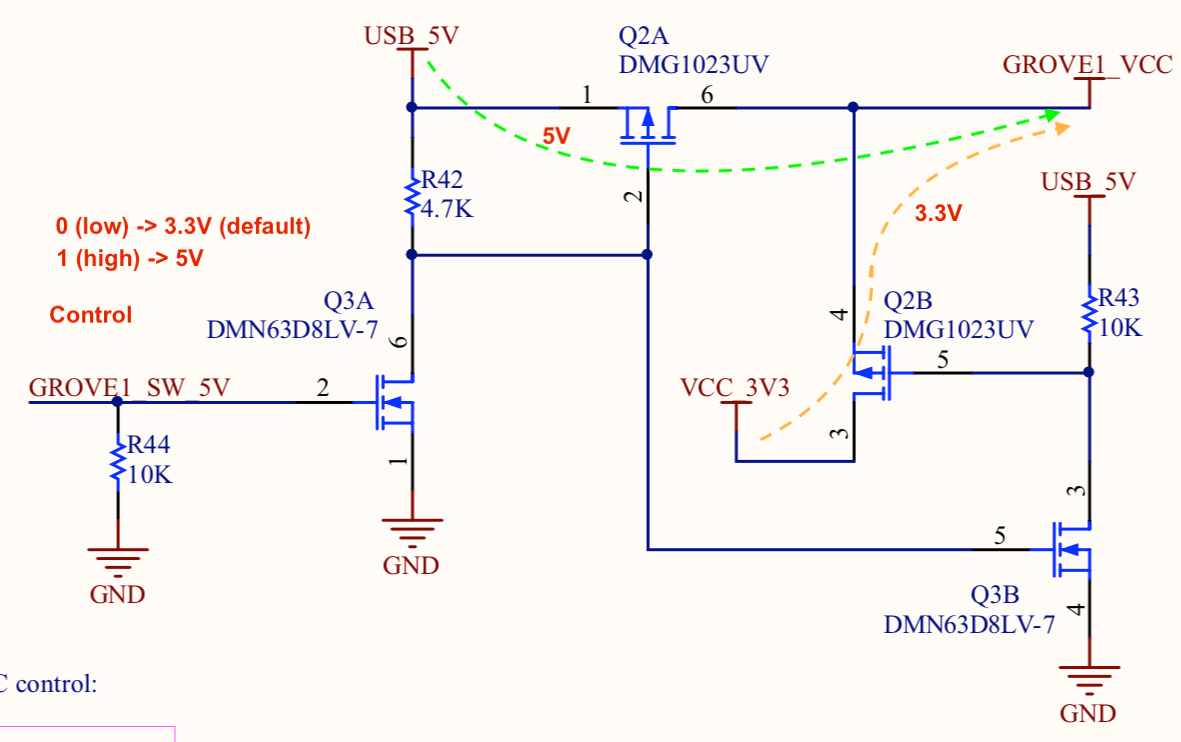 USB_5V
Q2A
DMG1023UV
GROVE1_VCC
1
6
5V
2
R42
4.7K
USB_5V
3.3V
0 (low) -> 3.3V (default)
1 (high) -> 5V
Control
Q3A
DMN63D8LV-7
6
4
Q2B
DMG1023UV
R43
10K
5
GROVE1_SW_5V
2
VCC_3V3
3
R44
10K
1
GND
GND
3
5
Q3B
DMN63D8LV-7
4
GND
C control: